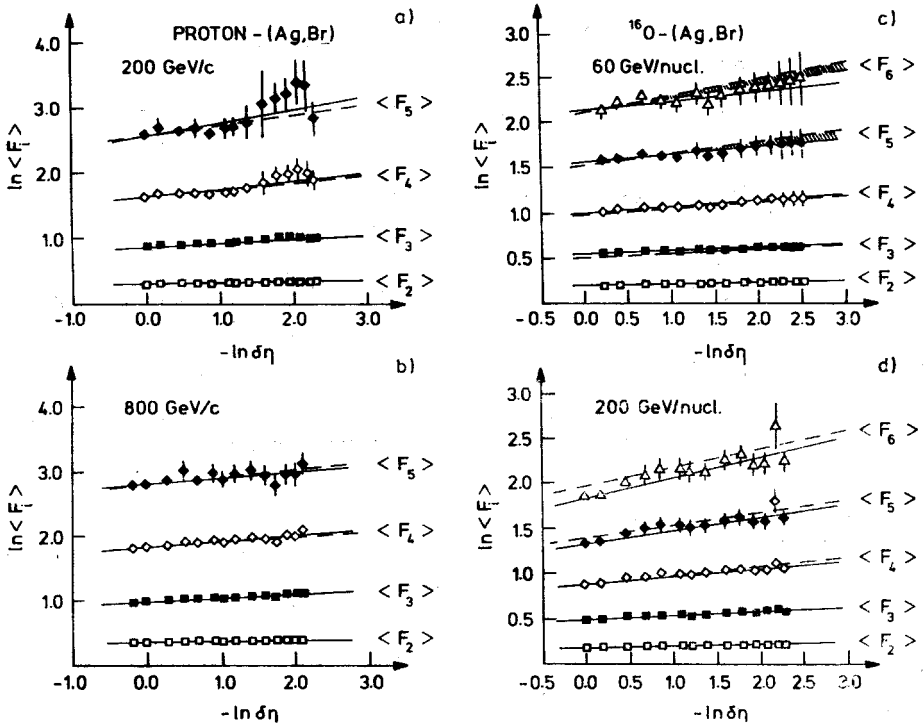 a)
PROTON - (Ag,Br)
200 GeV/c
4.0
3.0
2.0
1.0
ln <F_i>
< F5 >
< F4 >
< F3 >
< F2 >
-1.0 0.0 1.0 2.0 3.0
- ln δη
c)
16O - (Ag,Br)
60 GeV/nucl.
3.0
2.5
2.0
1.5
1.0
0.5
ln <F_i>
< F6 >
< F5 >
< F4 >
< F3 >
< F2 >
-0.5 0.0 0.5 1.0 1.5 2.0 2.5 3.0
- ln δη
b)
800 GeV/c
4.0
3.0
2.0
1.0
ln <F_i>
< F5 >
< F4 >
< F3 >
< F2 >
-1.0 0.0 1.0 2.0 3.0
- ln δη
d)
200 GeV/nucl.
3.0
2.5
2.0
1.5
1.0
0.5
ln <F_i>
< F6 >
< F5 >
< F4 >
< F3 >
< F2 >
-0.5 0.0 0.5 1.0 1.5 2.0 2.5 3.0
- ln δη